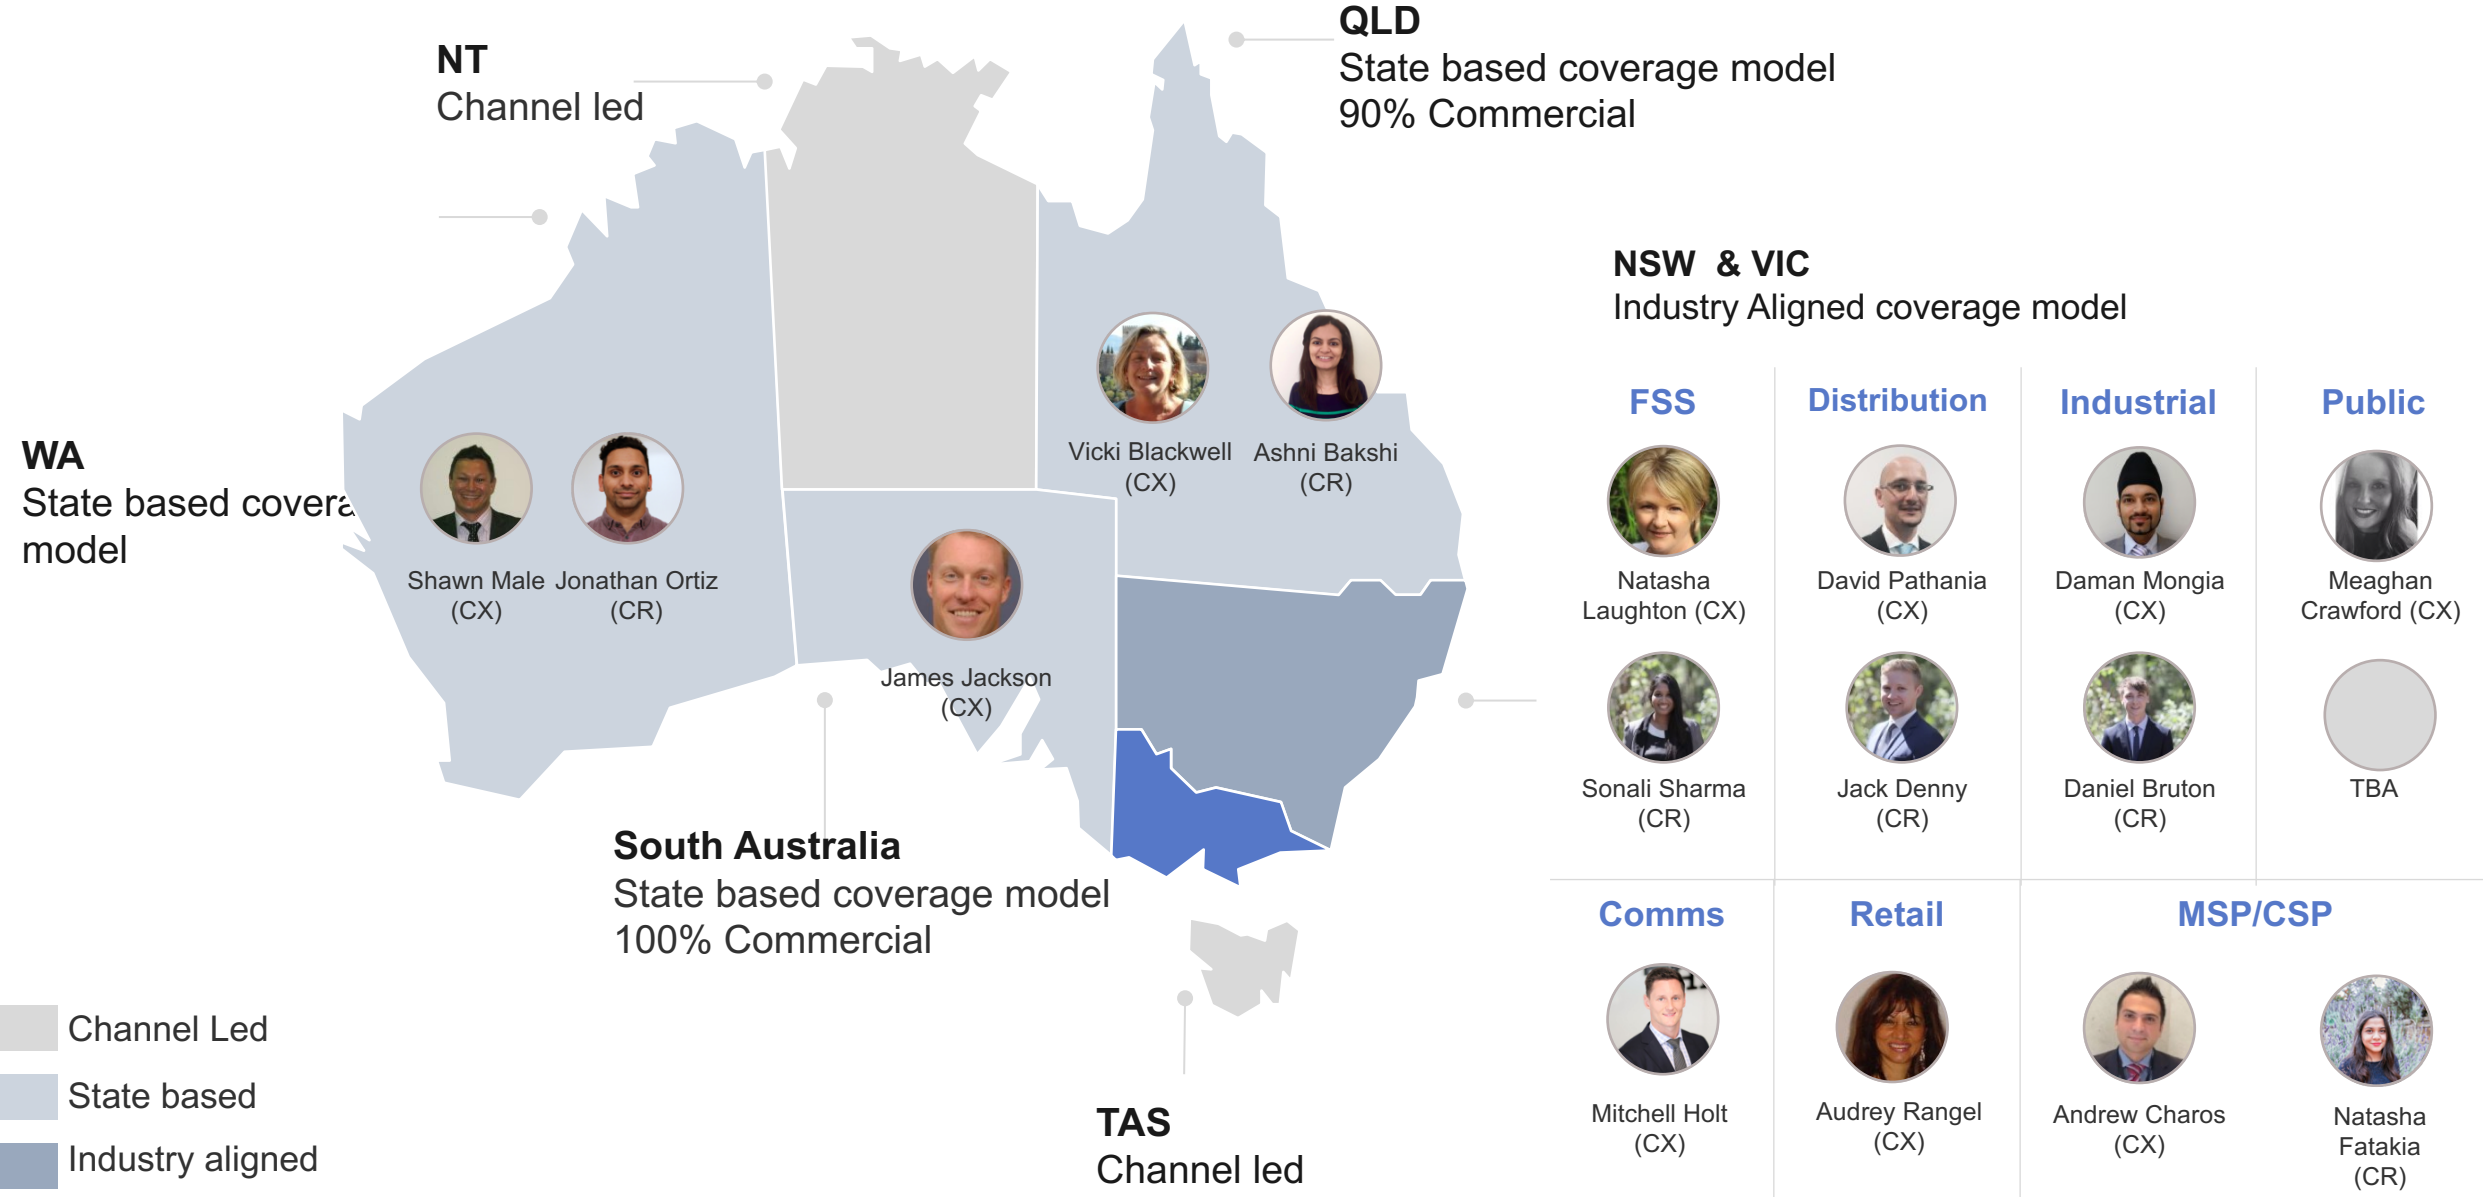 NT
Channel led
QLD
State based coverage model
90% Commercial
WA
State based covera
model
Shawn Male
(CX)
Jonathan Ortiz
(CR)
Vicki Blackwell
(CX)
Ashni Bakshi
(CR)
James Jackson
(CX)
South Australia
State based coverage model
100% Commercial
TAS
Channel led
Channel Led
State based
Industry aligned
NSW & VIC
Industry Aligned coverage model
FSS
Distribution
Industrial
Public
Natasha
Laughton (CX)
David Pathania
(CX)
Daman Mongia
(CX)
Meaghan
Crawford (CX)
Sonali Sharma
(CR)
Jack Denny
(CR)
Daniel Bruton
(CR)
TBA
Comms
Retail
MSP/CSP
Mitchell Holt
(CX)
Audrey Rangel
(CX)
Andrew Charos
(CX)
Natasha
Fatakia
(CR)